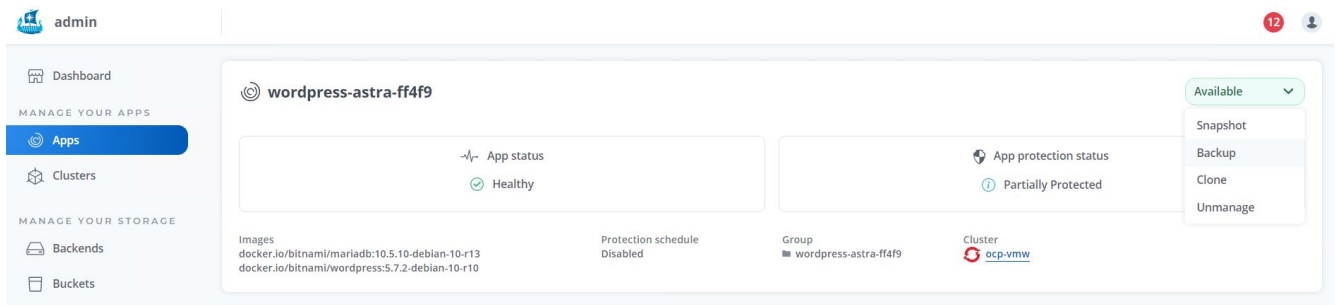 admin
12
Dashboard
MANAGE YOUR APPS
Apps
Clusters
MANAGE YOUR STORAGE
Backends
Buckets
wordpress-astra-ff4f9
Available
Snapshot
Backup
Clone
Unmanage
App status
Healthy
App protection status
Partially Protected
Images
docker.io/bitnami/mariadb:10.5.10-debian-10-r13
docker.io/bitnami/wordpress:5.7.2-debian-10-r10
Protection schedule
Disabled
Group
wordpress-astra-ff4f9
Cluster
ocp-vmw